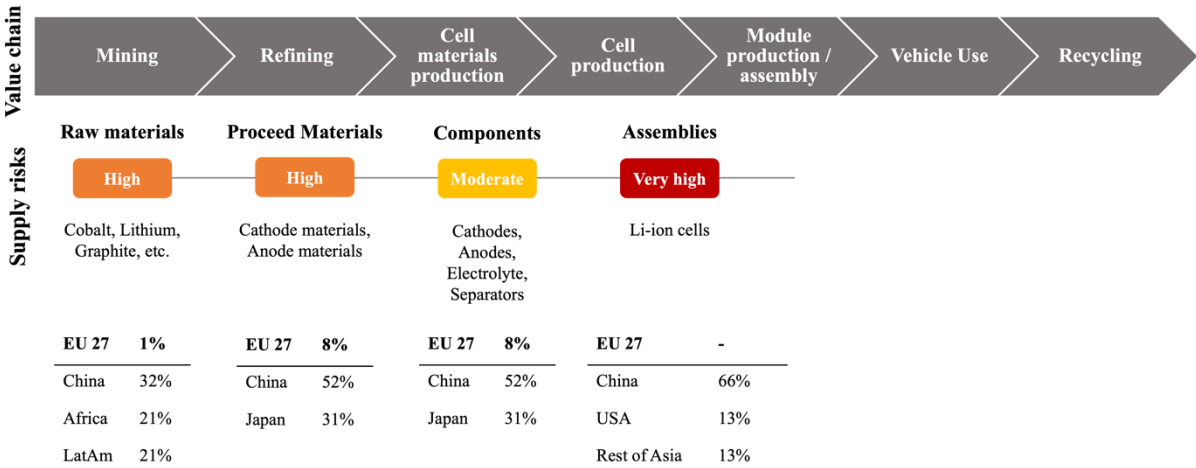 Value chain
Mining
Refining
Cell
materials
production
Cell
production
Module
production /
assembly
Vehicle Use
Recycling
Supply risks
Raw materials
High
Cobalt, Lithium,
Graphite, etc.
Proceed Materials
High
Cathode materials,
Anode materials
Components
Moderate
Cathodes,
Anodes,
Electrolyte,
Separators
Assemblies
Very high
Li-ion cells
EU 27 1%
China 32%
Africa 21%
LatAm 21%
EU 27 8%
China 52%
Japan 31%
EU 27 8%
China 52%
Japan 31%
EU 27 -
China 66%
USA 13%
Rest of Asia 13%